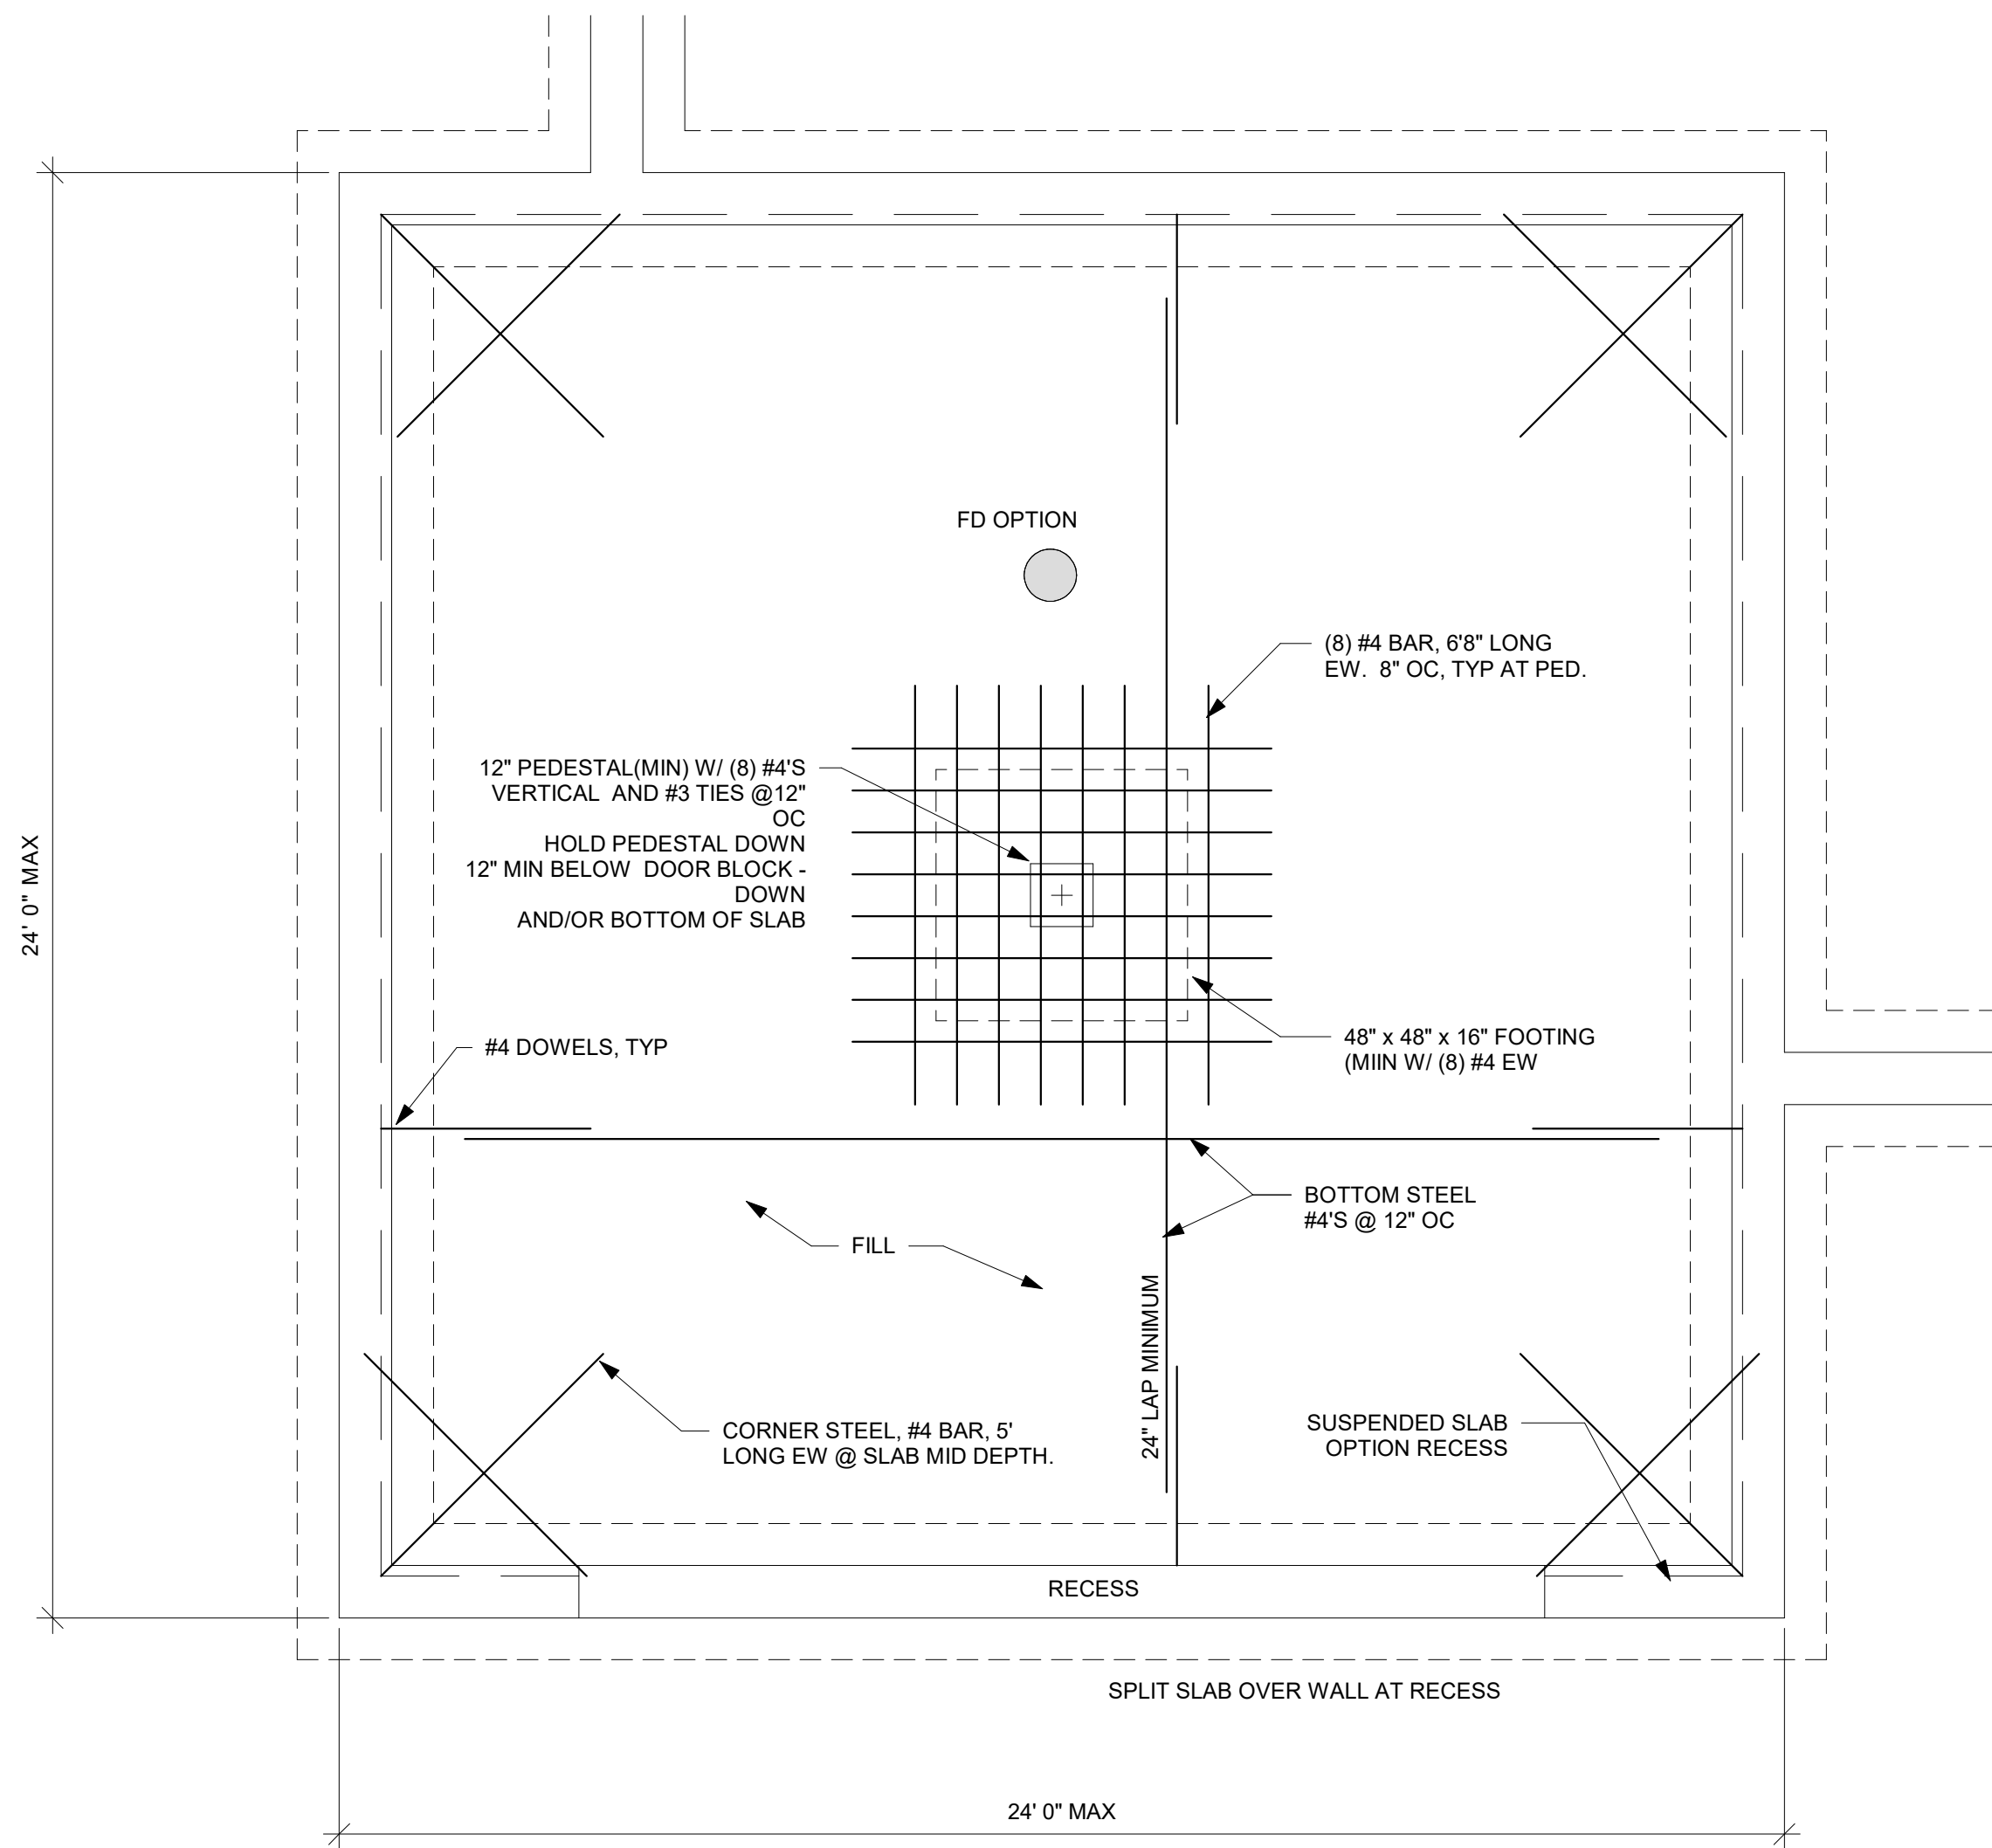 FD OPTION
(8) #4 BAR, 6'8" LONG
EW.  8" OC, TYP AT PED.
12" PEDESTAL(MIN) W/ (8) #4'S
VERTICAL  AND #3 TIES @12"
OC
HOLD PEDESTAL DOWN
12" MIN BELOW  DOOR BLOCK -
DOWN
AND/OR BOTTOM OF SLAB
24' 0" MAX
#4 DOWELS, TYP
48" x 48" x 16" FOOTING
(MIIN W/ (8) #4 EW
BOTTOM STEEL
#4'S @ 12" OC
FILL
24" LAP MINIMUM
CORNER STEEL, #4 BAR, 5'
LONG EW @ SLAB MID DEPTH.
SUSPENDED SLAB
OPTION RECESS
RECESS
SPLIT SLAB OVER WALL AT RECESS
24' 0" MAX